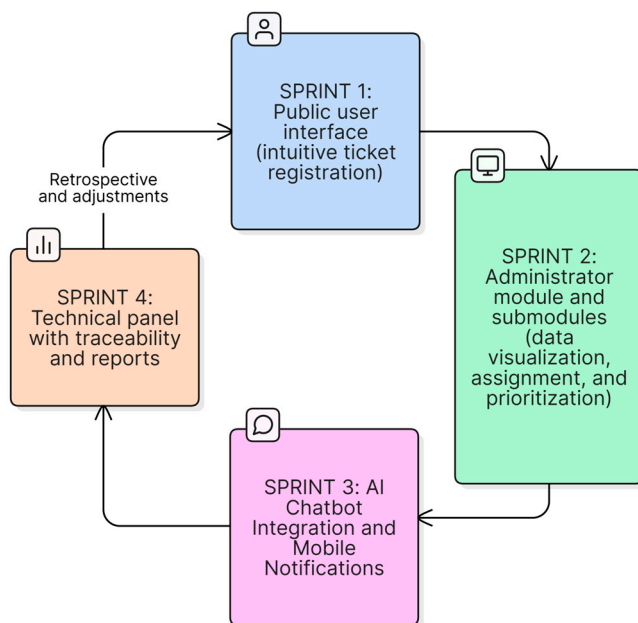 SPRINT 1:
Public user
interface
(intuitive ticket
registration)
SPRINT 2:
Administrator
module and
submodules
(data
visualization,
assignment, and
prioritization)
SPRINT 3: AI
Chatbot
Integration and
Mobile
Notifications
SPRINT 4:
Technical panel
with traceability
and reports
Retrospective
and adjustments